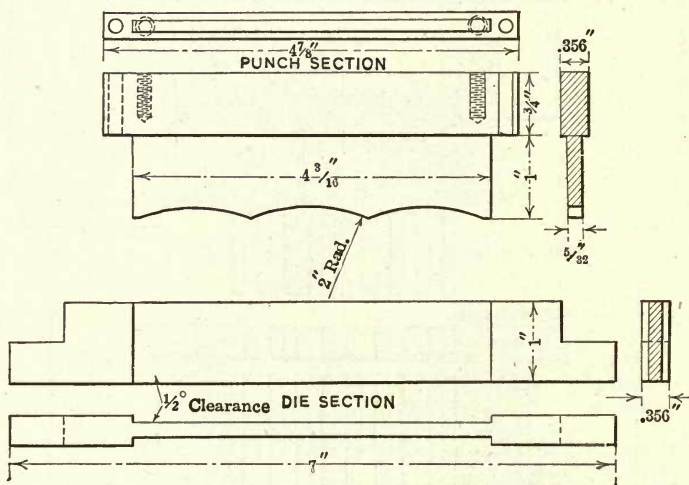 4 7/8"
.356"
PUNCH SECTION
3/4"
4 3/16"
1"
5/32"
2" Rad.
1"
1/2° Clearance
DIE SECTION
.356"
7"